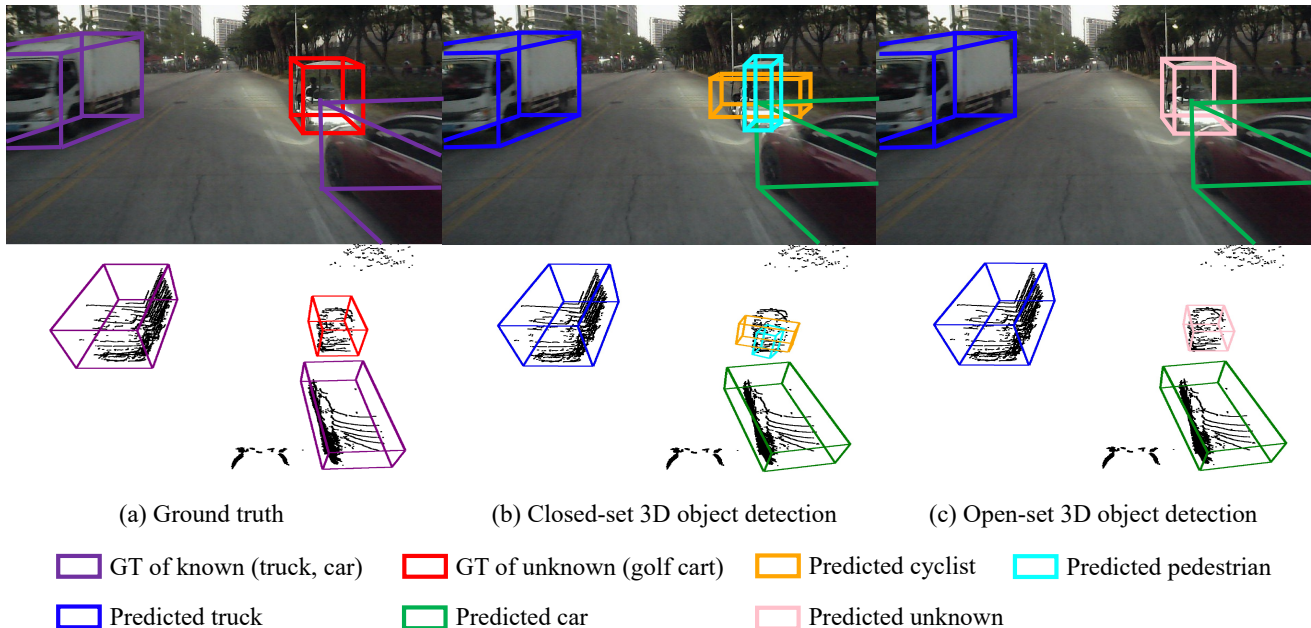 (a) Ground truth
(b) Closed-set 3D object detection
(c) Open-set 3D object detection
GT of known (truck, car)
GT of unknown (golf cart)
Predicted cyclist
Predicted pedestrian
Predicted truck
Predicted car
Predicted unknown